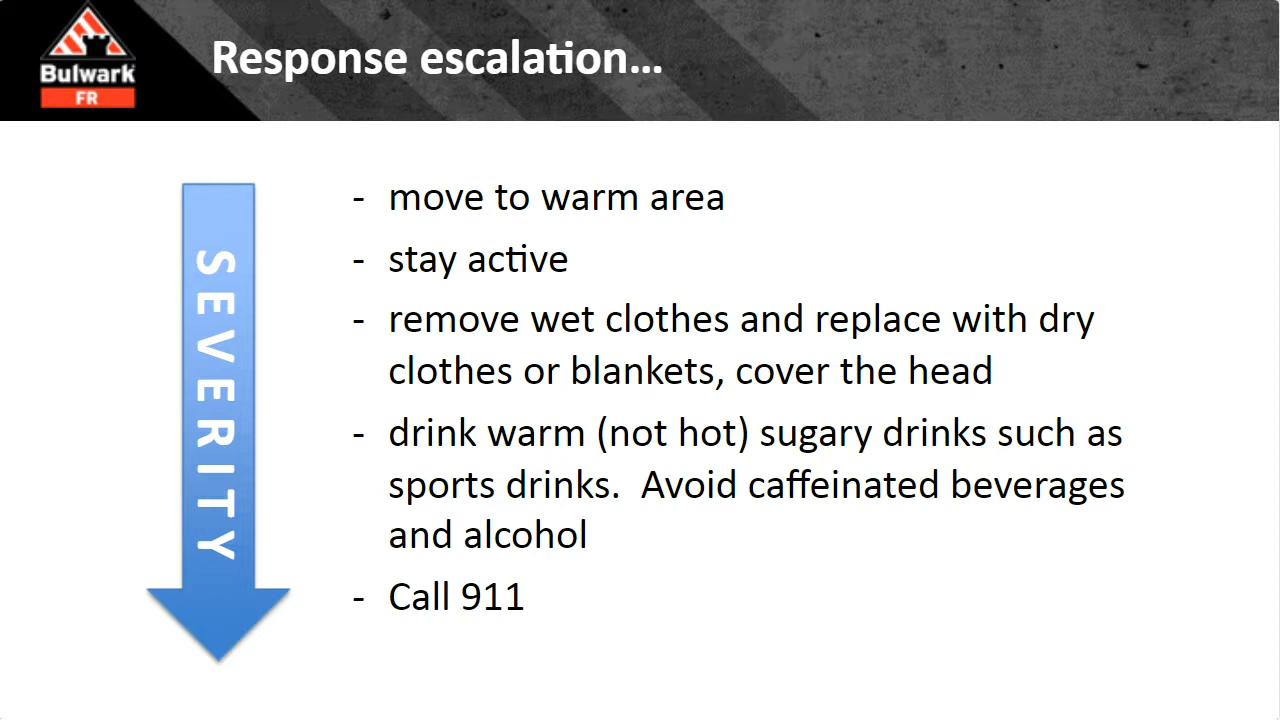 Bulwark
FR
Response escalation...
SEVERITY
- move to warm area
- stay active
- remove wet clothes and replace with dry
clothes or blankets, cover the head
- drink warm (not hot) sugary drinks such as
sports drinks.  Avoid caffeinated beverages
and alcohol
- Call 911